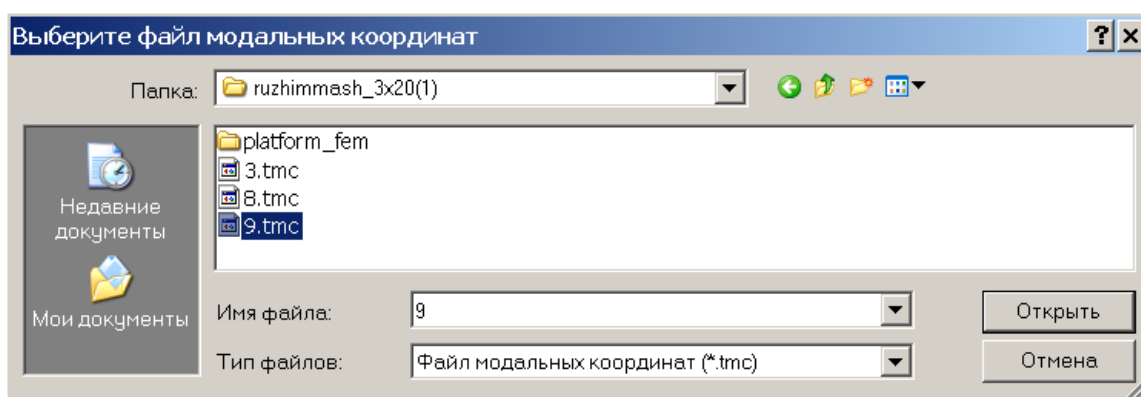 Выберите файл модальных координат
Папка: ruzhimmash_3x20(1)
platform_fem
3.tmc
8.tmc
9.tmc
Недавние
документы
Мои документы
Имя файла: 9 Открыть
Тип файлов: Файл модальных координат (*.tmc) Отмена